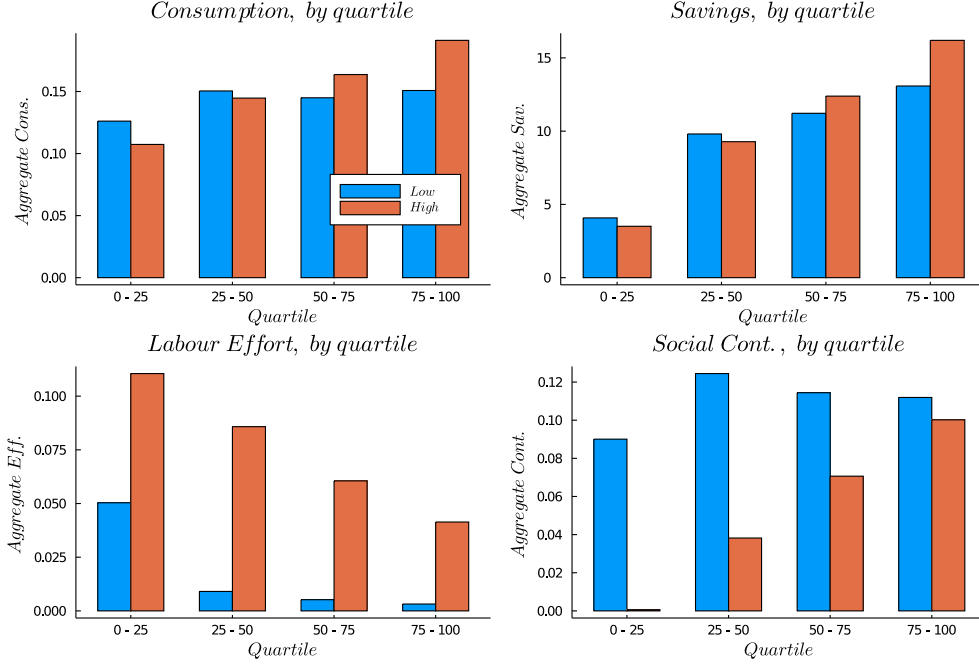 Consumption, by quartile
Aggregate Cons.
0.15
0.10
0.05
0.00
Low
High
0 - 25 25 - 50 50 - 75 75 - 100
Quartile
Savings, by quartile
Aggregate Sav.
15
10
5
0
0 - 25 25 - 50 50 - 75 75 - 100
Quartile
Labour Effort, by quartile
Aggregate Eff.
0.100
0.075
0.050
0.025
0.000
0 - 25 25 - 50 50 - 75 75 - 100
Quartile
Social Cont., by quartile
Aggregate Cont.
0.12
0.10
0.08
0.06
0.04
0.02
0.00
0 - 25 25 - 50 50 - 75 75 - 100
Quartile